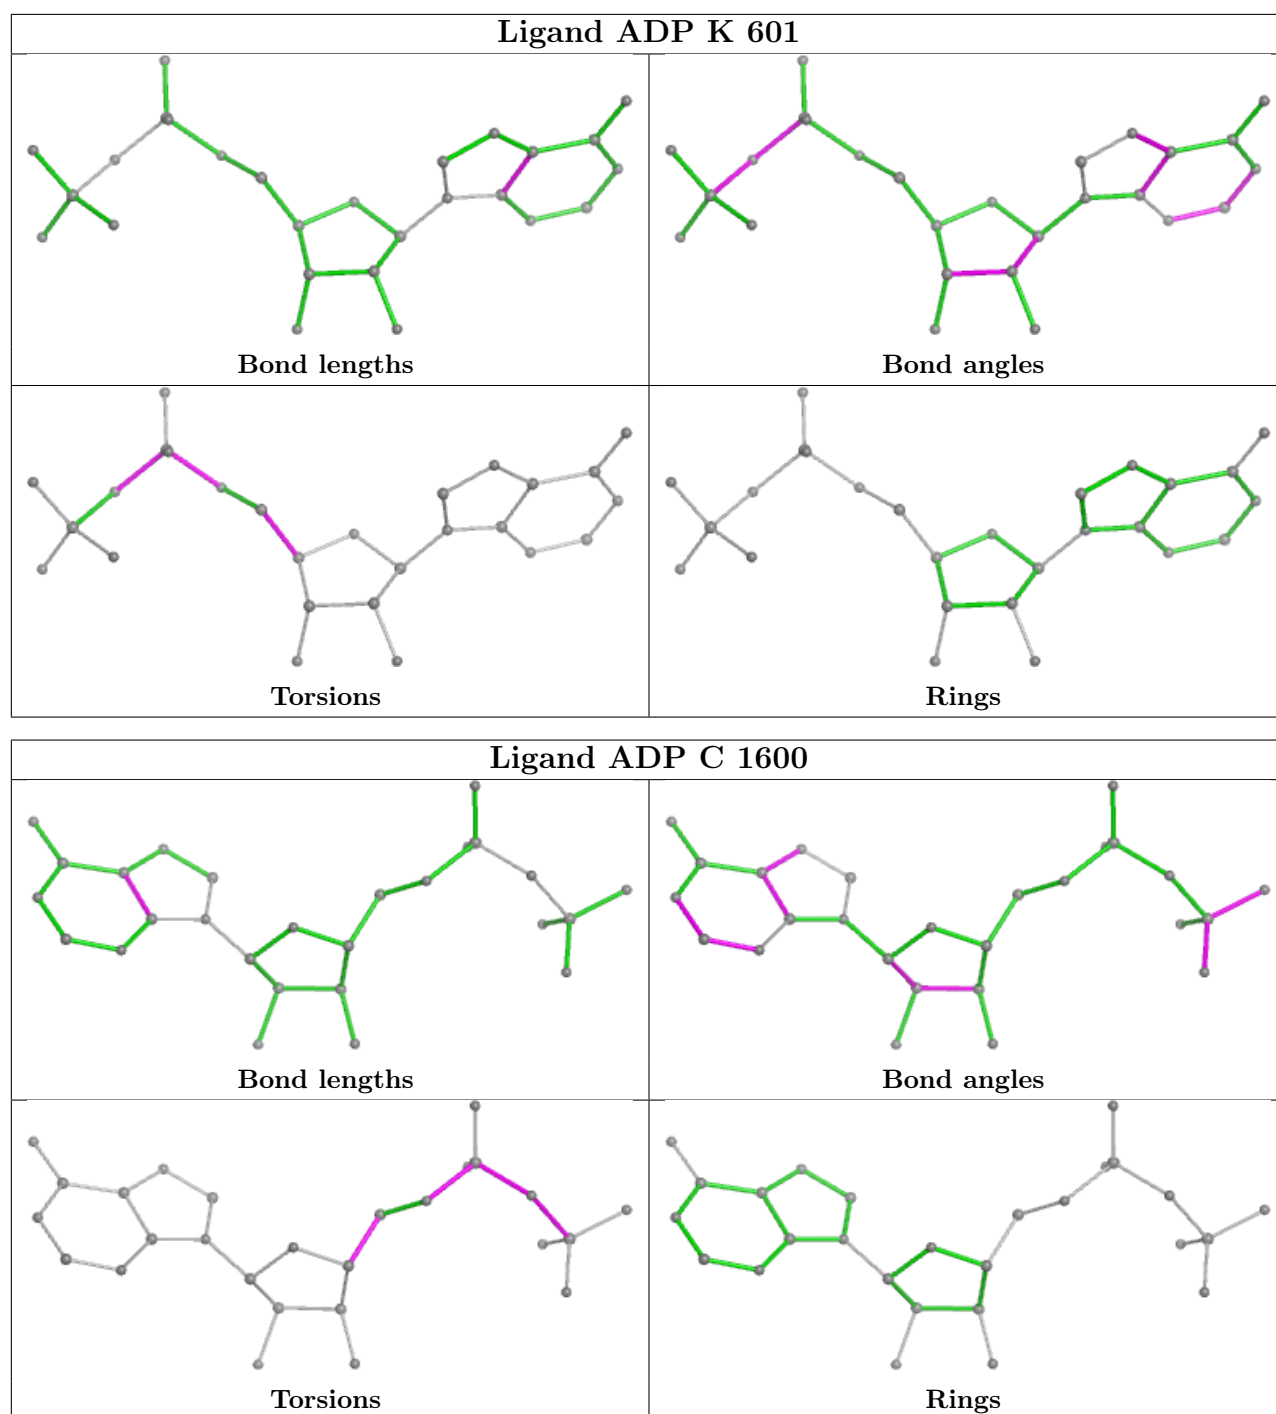 Ligand ADP K 601
Bond lengths
Bond angles
Torsions
Rings
Ligand ADP C 1600
Bond lengths
Bond angles
Torsions
Rings